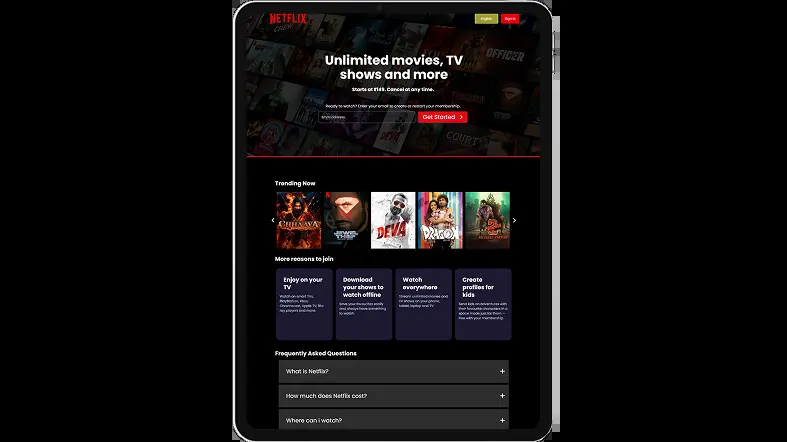 NETFLIX
English
Sign In
Unlimited movies, TV
shows and more
Starts at ₹149. Cancel at any time.
Ready to watch? Enter your email to create or restart your membership.
Email address
Get Started
OFFICER
COURT
DEVA
Trending Now
CHHAAVA
JEWEL
THIEF
DEVA
DRAGON
More reasons to join
Enjoy on your
TV
Download
your shows to
watch offline
Watch
everywhere
Create
profiles for
kids
Watch on smart TVs,
PlayStation, Xbox,
Chromecast, Apple TV, Blu-
ray players and more.
Save your favourites easily
and always have something
to watch.
Stream unlimited movies and
TV shows on your phone,
tablet, laptop and TV.
Send kids on adventures with
their favourite characters in a
space made just for them —
free with your membership.
Frequently Asked Questions
What is Netflix?
How much does Netflix cost?
Where can i watch?